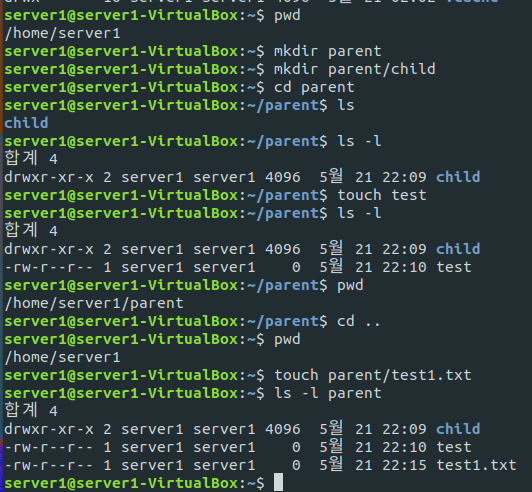 server1@server1-VirtualBox:~$ pwd
/home/server1
server1@server1-VirtualBox:~$ mkdir parent
server1@server1-VirtualBox:~$ mkdir parent/child
server1@server1-VirtualBox:~$ cd parent
server1@server1-VirtualBox:~/parent$ ls
child
server1@server1-VirtualBox:~/parent$ ls -l
합계 4
drwxr-xr-x 2 server1 server1 4096  5월 21 22:09 child
server1@server1-VirtualBox:~/parent$ touch test
server1@server1-VirtualBox:~/parent$ ls -l
합계 4
drwxr-xr-x 2 server1 server1 4096  5월 21 22:09 child
-rw-r--r-- 1 server1 server1    0  5월 21 22:10 test
server1@server1-VirtualBox:~/parent$ pwd
/home/server1/parent
server1@server1-VirtualBox:~/parent$ cd ..
server1@server1-VirtualBox:~$ pwd
/home/server1
server1@server1-VirtualBox:~$ touch parent/test1.txt
server1@server1-VirtualBox:~$ ls -l parent
합계 4
drwxr-xr-x 2 server1 server1 4096  5월 21 22:09 child
-rw-r--r-- 1 server1 server1    0  5월 21 22:10 test
-rw-r--r-- 1 server1 server1    0  5월 21 22:15 test1.txt
server1@server1-VirtualBox:~$